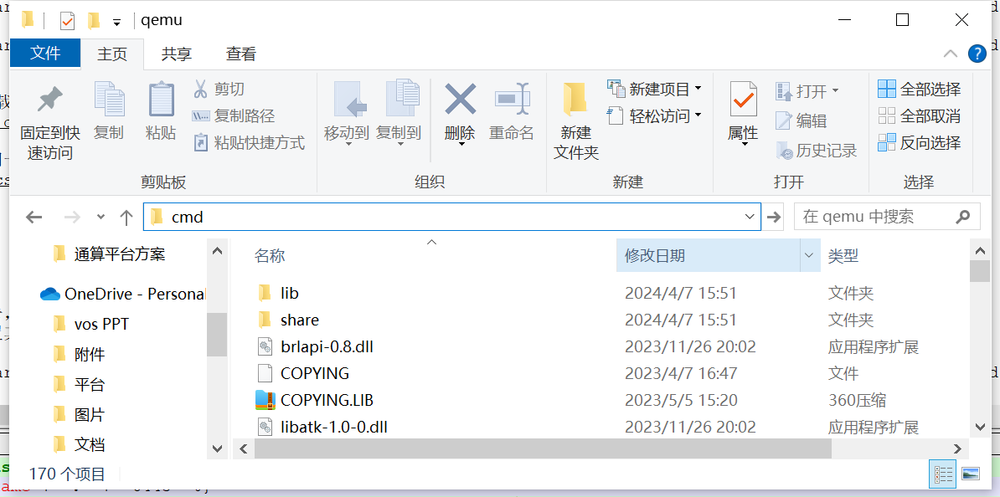 qemu
文件 主页 共享 查看
固定到快速访问
复制
粘贴
剪切
复制路径
粘贴快捷方式
剪贴板
移动到 复制到 删除 重命名
组织
新建文件夹
新建项目
轻松访问
新建
属性
打开
编辑
历史记录
打开
全部选择
全部取消
反向选择
选择
cmd
在 qemu 中搜索
通算平台方案
OneDrive - Persona
vos PPT
附件
平台
图片
文档
名称 修改日期 类型
lib 2024/4/7 15:51 文件夹
share 2024/4/7 15:51 文件夹
brlapi-0.8.dll 2023/11/26 20:02 应用程序扩展
COPYING 2023/4/7 16:47 文件
COPYING.LIB 2023/5/5 15:20 360压缩
libatk-1.0-0.dll 2023/11/26 20:02 应用程序扩展
170 个项目